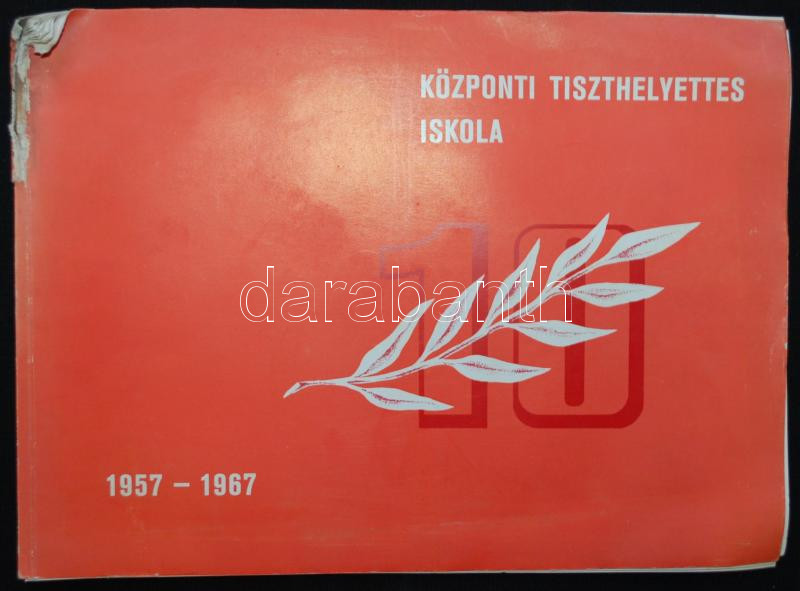 KÖZPONTI TISZTHELYETTES
ISKOLA
10
darabanth
1957 – 1967